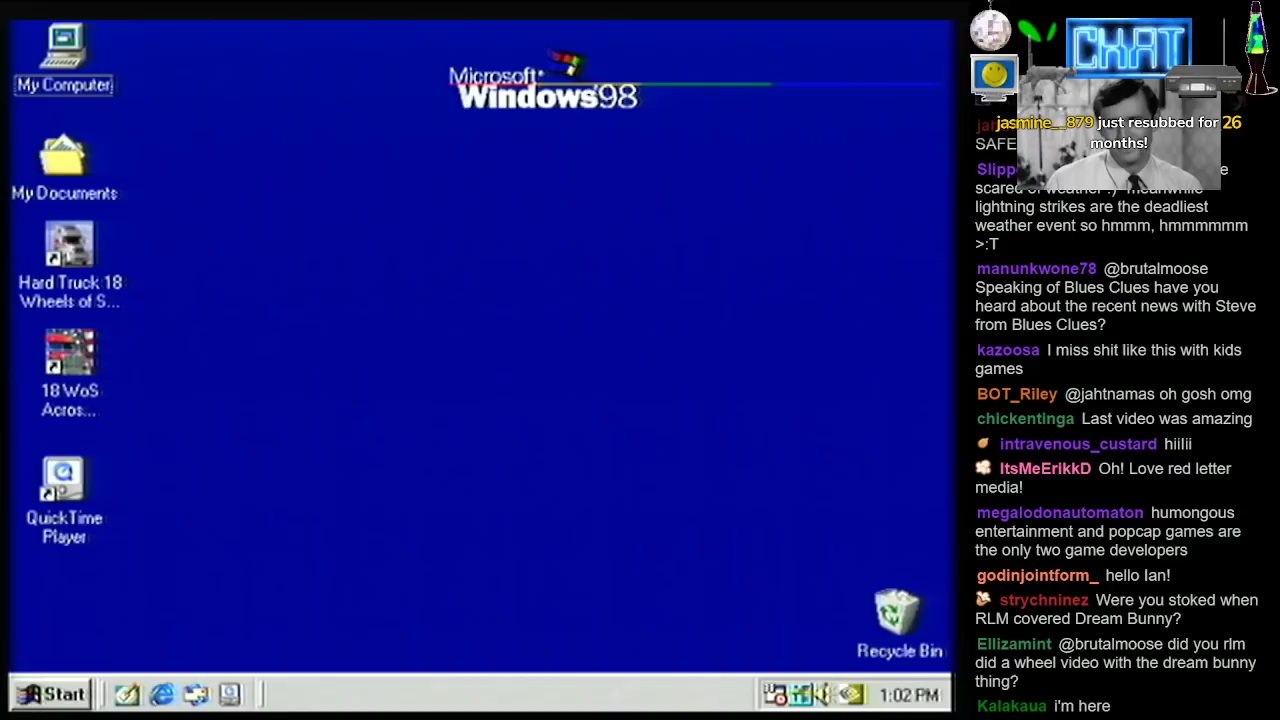 My Computer
My Documents
Hard Truck 18
Wheels of S...
18 WoS
Acros...
QuickTime
Player
Microsoft
Windows 98
Recycle Bin
Start
1:02 PM
CHAT
jasmine__879 just resubbed for 26
months!
SAFE
Slipp
scared of weather :) meanwhile
lightning strikes are the deadliest
weather event so hmmm, hmmmmmm
>:T
manunkwone78 @brutalmoose
Speaking of Blues Clues have you
heard about the recent news with Steve
from Blues Clues?
kazoosa I miss shit like this with kids
games
BOT_Riley @jahtnamas oh gosh omg
chickentinga Last video was amazing
intravenous_custard hiilii
ItsMeErikkD Oh! Love red letter
media!
megalodonautomaton humongous
entertainment and popcap games are
the only two game developers
godinjointform_ hello Ian!
strychninez Were you stoked when
RLM covered Dream Bunny?
Ellizamint @brutalmoose did you rlm
did a wheel video with the dream bunny
thing?
Kalakaua i'm here